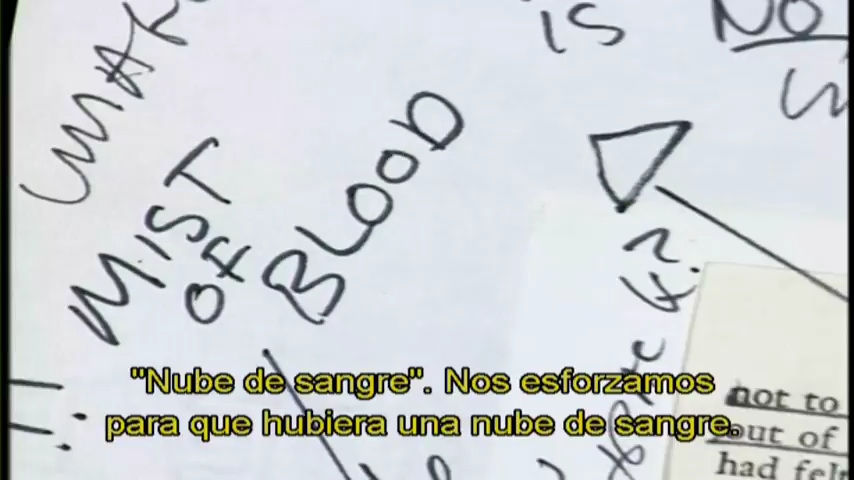 IS NO
MIST
OF
BLOOD
"Nube de sangre". Nos esforzamos
para que hubiera una nube de sangre.
not to
out of
had felt